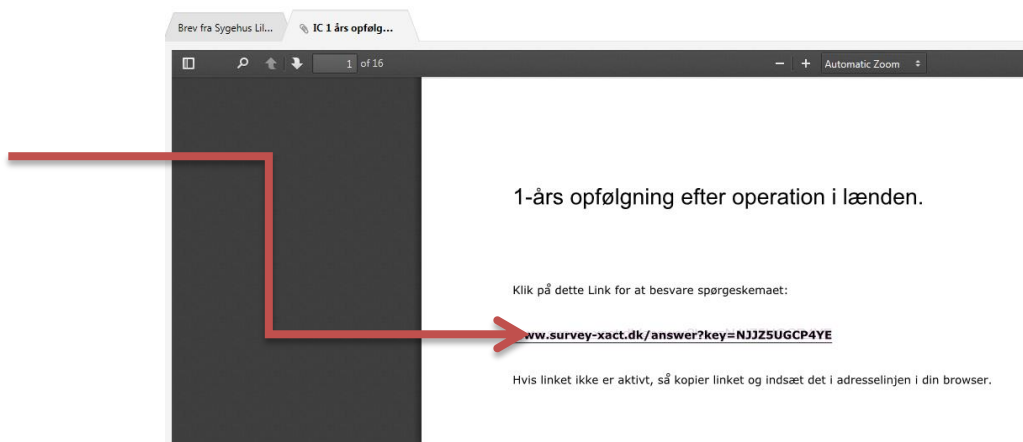 Brev fra Sygehus Lil...
IC 1 års opfølg...
1 of 16
Automatic Zoom
1-års opfølgning efter operation i lænden.
Klik på dette Link for at besvare spørgeskemaet:
www.survey-xact.dk/answer?key=NJJZ5UGCP4YE
Hvis linket ikke er aktivt, så kopier linket og indsæt det i adresselinjen i din browser.